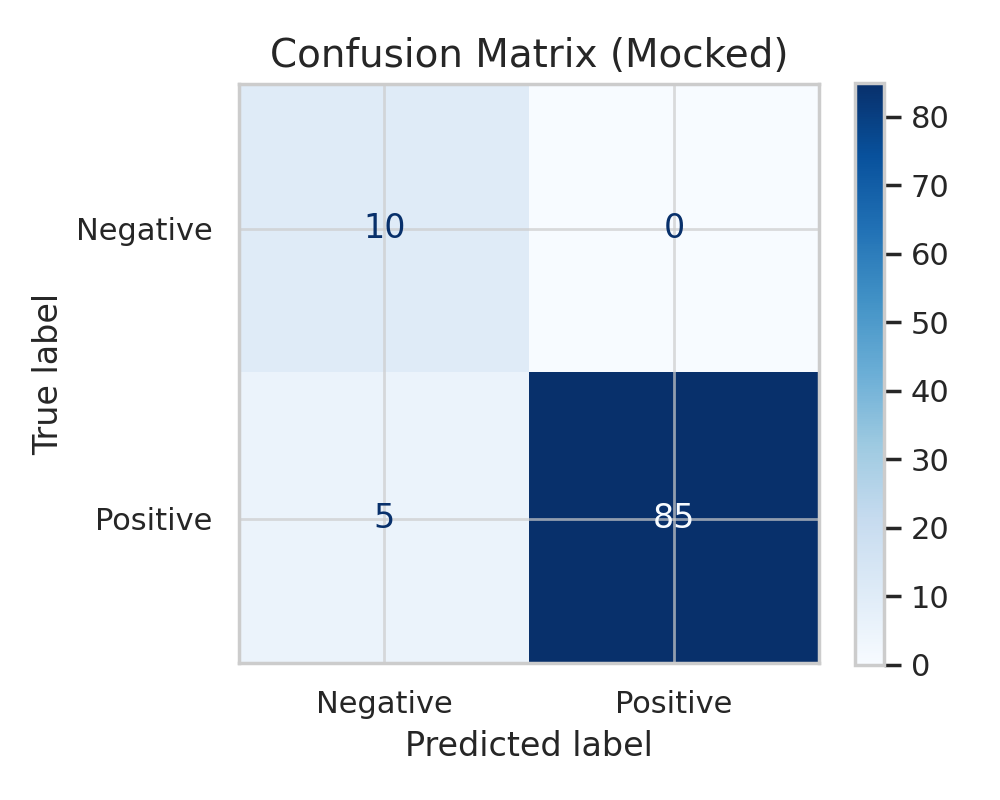 Confusion Matrix (Mocked)
80
70
60
50
40
30
20
10
0
True label
Negative
10
0
Positive
5
85
Negative
Positive
Predicted label